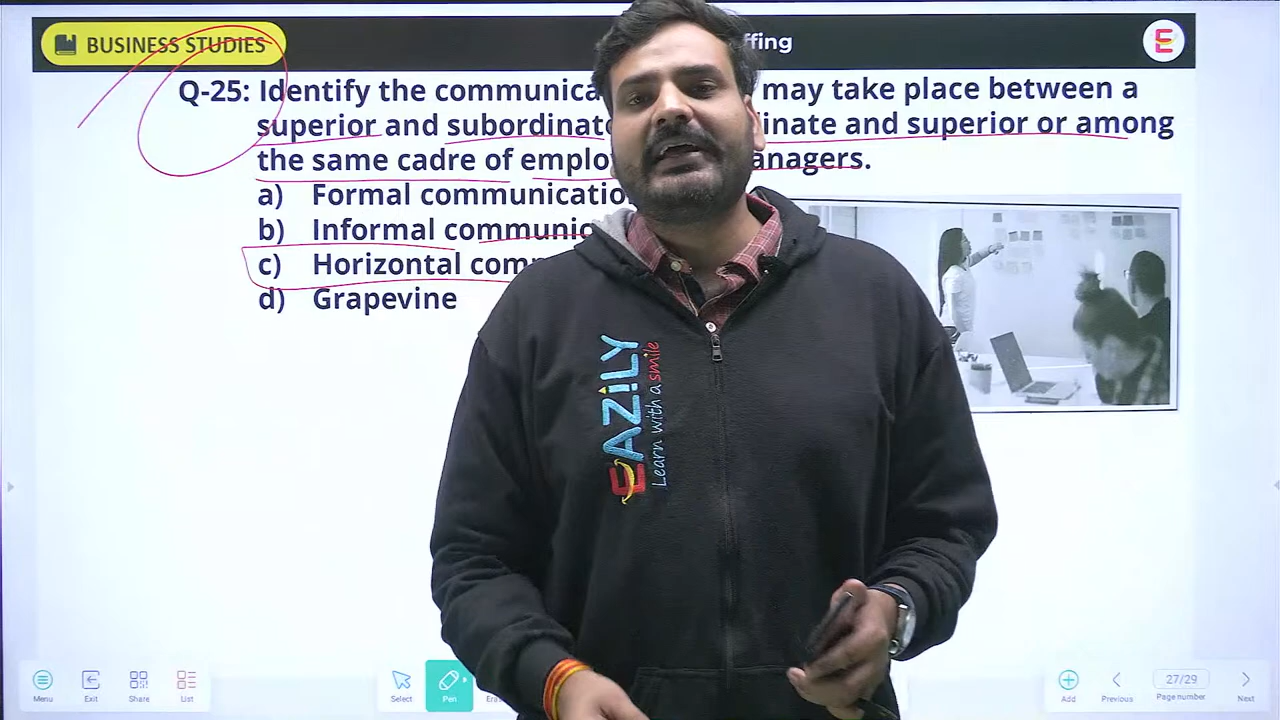 BUSINESS STUDIES
ffing
E
Q-25: Identify the communica may take place between a
superior and subordinate inate and superior or among
the same cadre of emplo anagers.
a) Formal communicatio
b) Informal communic
c) Horizontal com
d) Grapevine
EAZILY
Learn with a smile
Menu Exit Share List Select Pen Era Add Previous 27/29 Page number Next